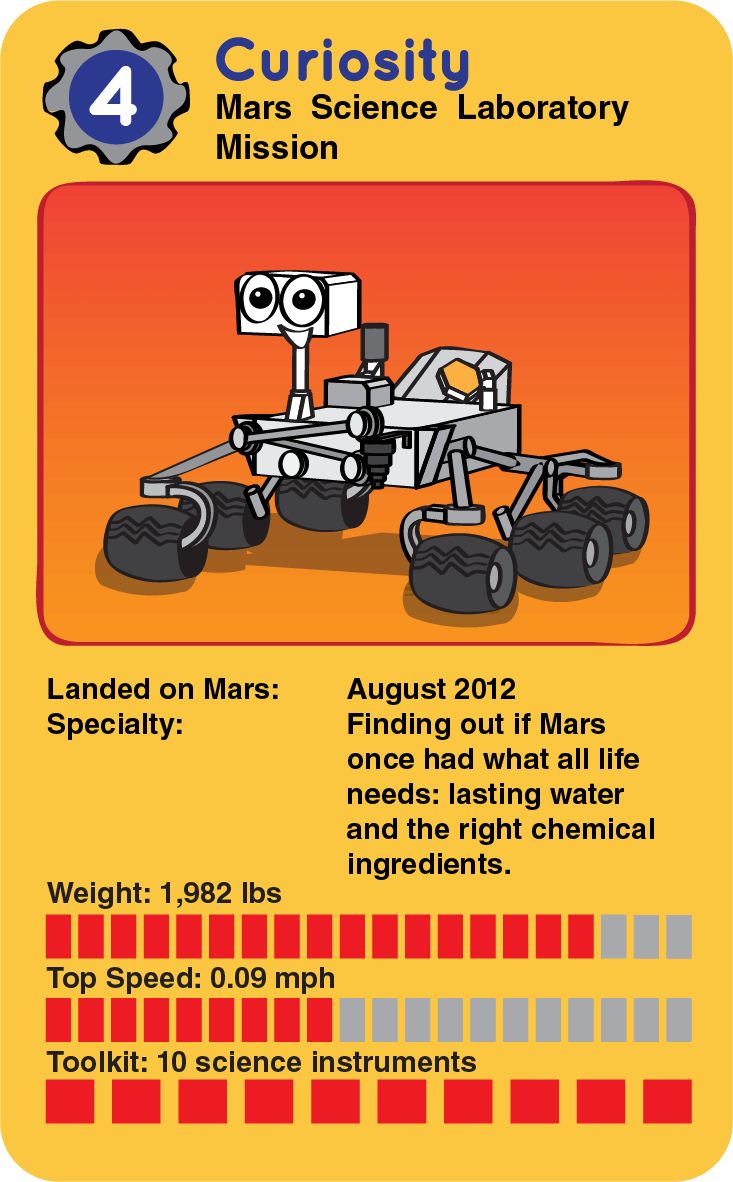 4
Curiosity
Mars Science Laboratory
Mission
Landed on Mars: August 2012
Specialty: Finding out if Mars
once had what all life
needs: lasting water
and the right chemical
ingredients.
Weight: 1,982 lbs
Top Speed: 0.09 mph
Toolkit: 10 science instruments